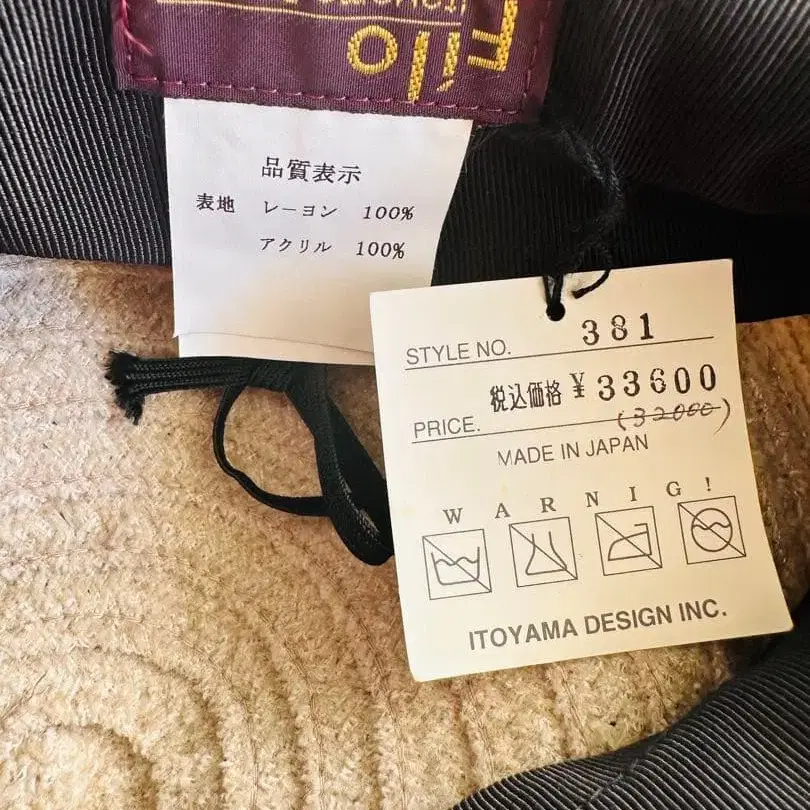 filo
品質表示
表地 レーヨン 100%
アクリル 100%
STYLE NO. 381
税込価格 ¥33600
PRICE. (32000)
MADE IN JAPAN
WARNIG!
ITOYAMA DESIGN INC.